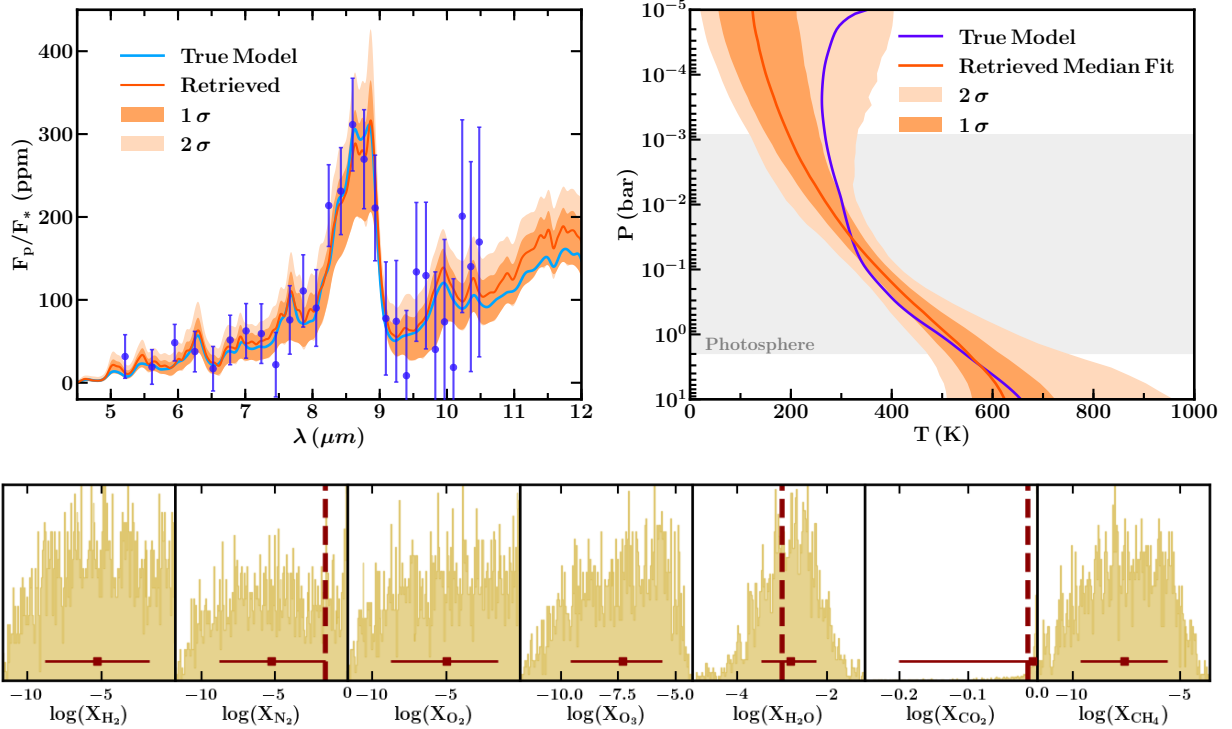 True Model
Retrieved
1 σ
2 σ
F_p/F_* (ppm)
400
300
200
100
0
5 6 7 8 9 10 11 12
λ (μm)
True Model
Retrieved Median Fit
2 σ
1 σ
P (bar)
10^-5
10^-4
10^-3
10^-2
10^-1
10^0
10^1
Photosphere
0 200 400 600 800 1000
T (K)
−10 −5 −10 −5 0 −10 −5 −10.0 −7.5 −5.0 −4 −2 −0.2 −0.1 0.0 −10 −5
log(X_H₂) log(X_N₂) log(X_O₂) log(X_O₃) log(X_H₂O) log(X_CO₂) log(X_CH₄)